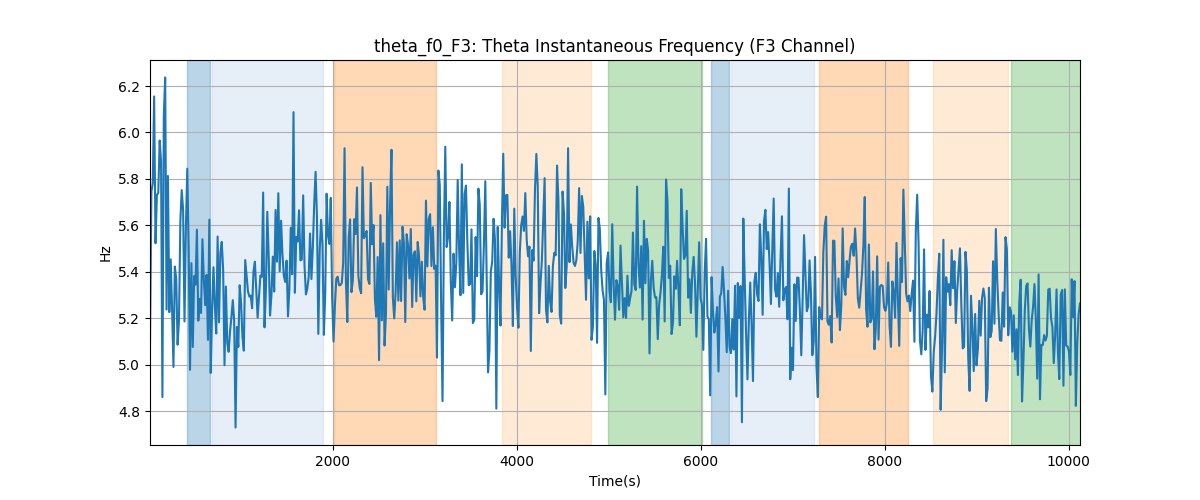 theta_f0_F3: Theta Instantaneous Frequency (F3 Channel)
6.2
6.0
5.8
5.6
5.4
5.2
5.0
4.8
Hz
2000 4000 6000 8000 10000
Time(s)